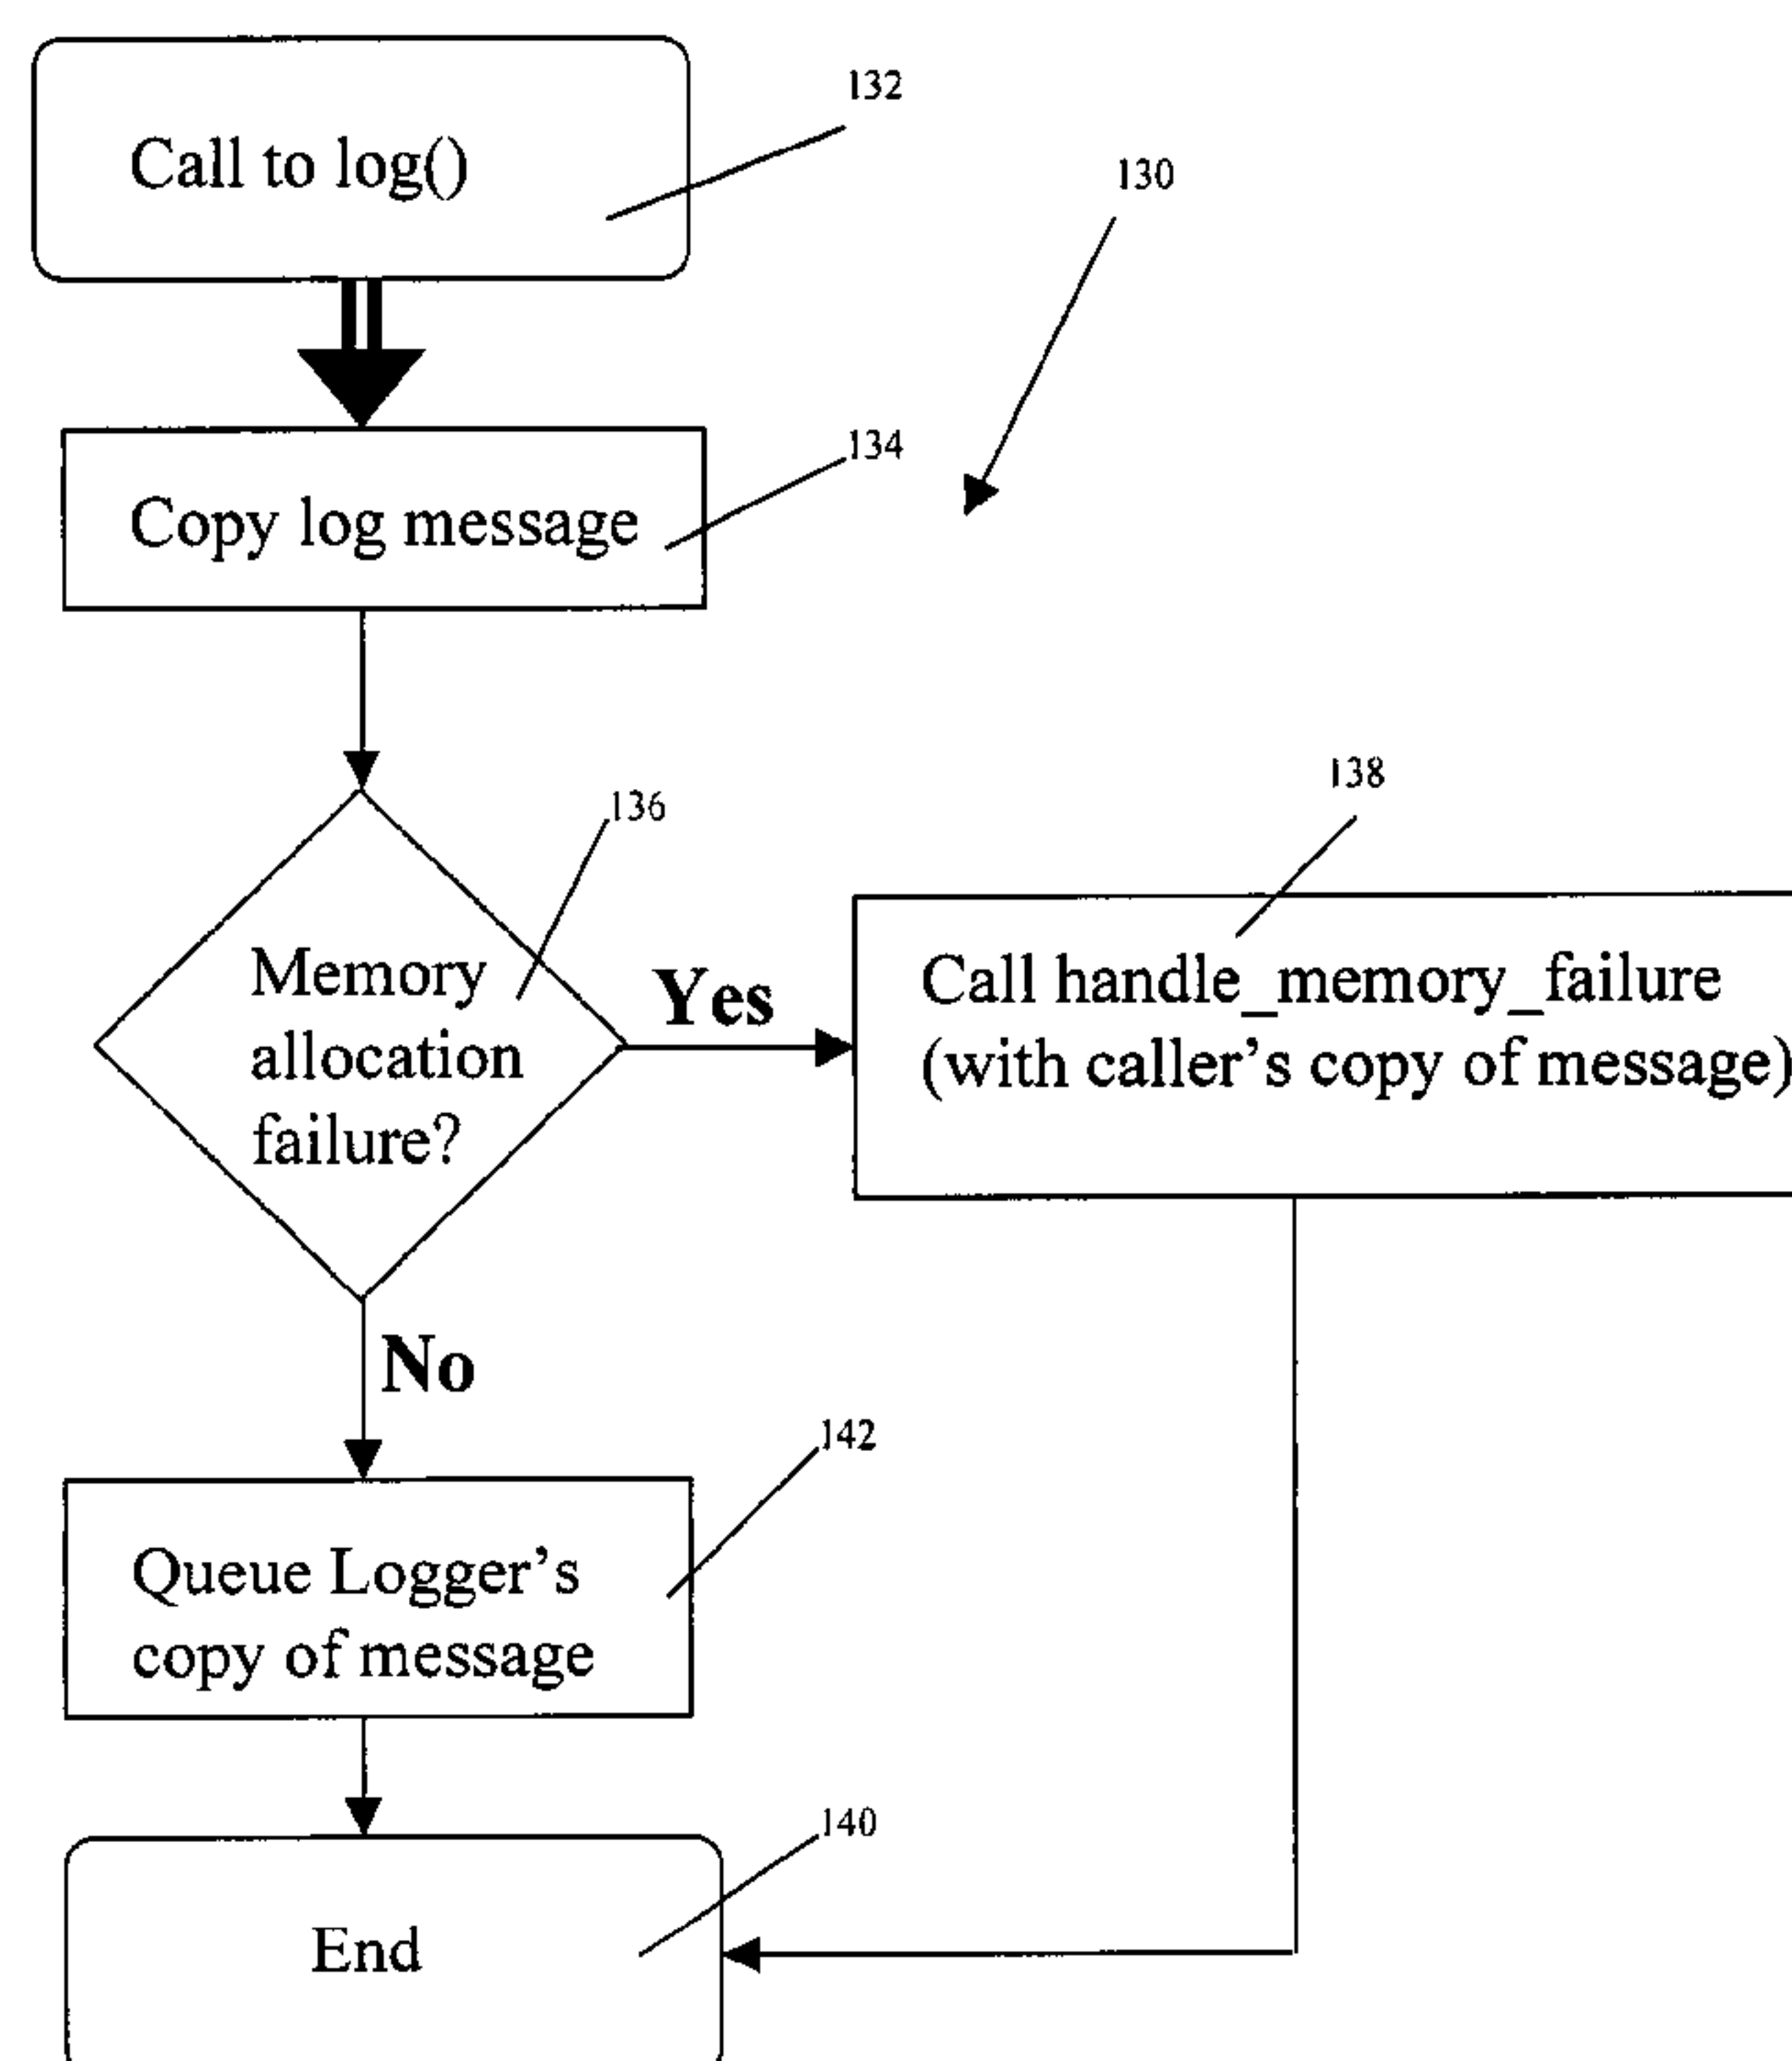 Call to log()
132
130
Copy log message
134
136
Memory
allocation
failure?
Yes
138
Call handle_memory_failure
(with caller's copy of message)
No
142
Queue Logger's
copy of message
140
End